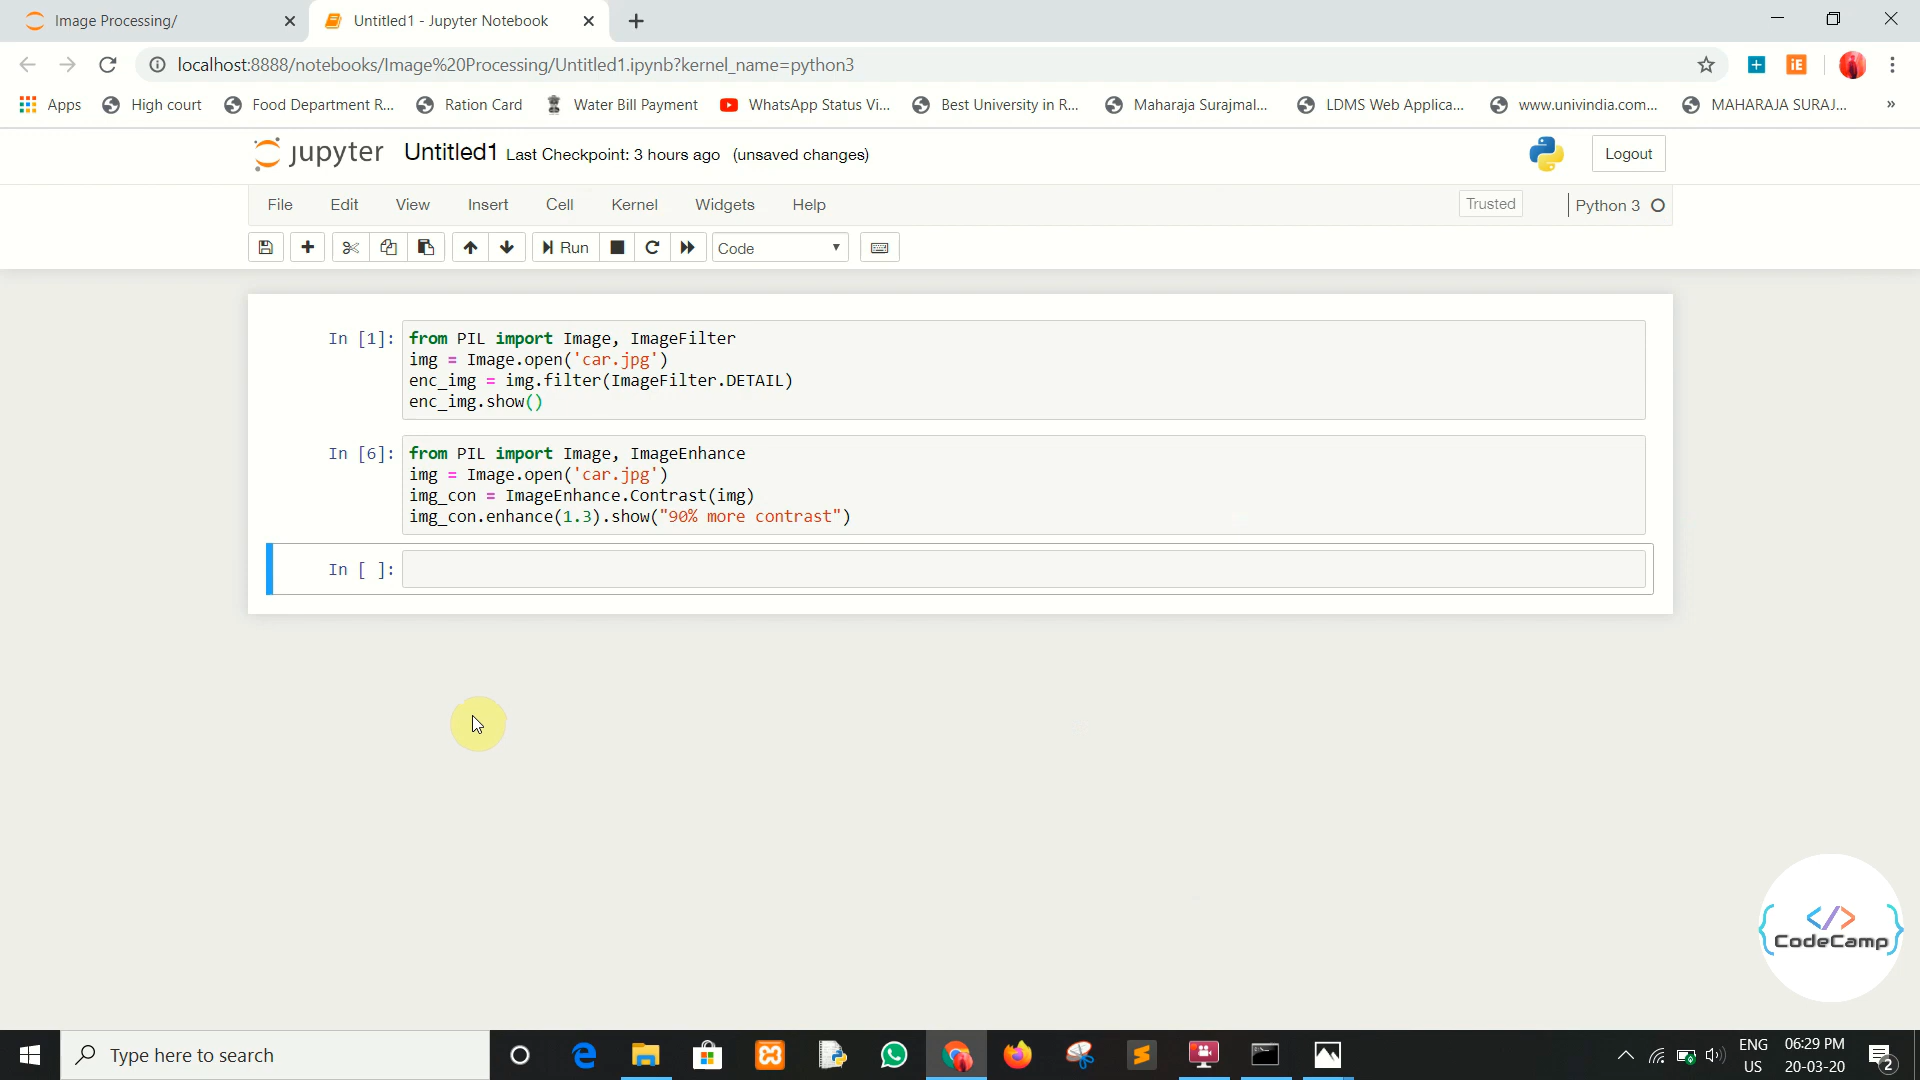 Image Processing/
Untitled1 - Jupyter Notebook
localhost:8888/notebooks/Image%20Processing/Untitled1.ipynb?kernel_name=python3
iE
Apps
High court
Food Department R...
Ration Card
Water Bill Payment
WhatsApp Status Vi...
Best University in R...
Maharaja Surajmal...
LDMS Web Applica...
www.univindia.com...
MAHARAJA SURAJ...
»
jupyter Untitled1 Last Checkpoint: 3 hours ago (unsaved changes)
Logout
File Edit View Insert Cell Kernel Widgets Help
Trusted
Python 3
Run
Code
In [1]:
from PIL import Image, ImageFilter
img = Image.open('car.jpg')
enc_img = img.filter(ImageFilter.DETAIL)
enc_img.show()
In [6]:
from PIL import Image, ImageEnhance
img = Image.open('car.jpg')
img_con = ImageEnhance.Contrast(img)
img_con.enhance(1.3).show("90% more contrast")
In [ ]:
{</>}
CodeCamp
Type here to search
ENG
US
06:29 PM
20-03-20
2